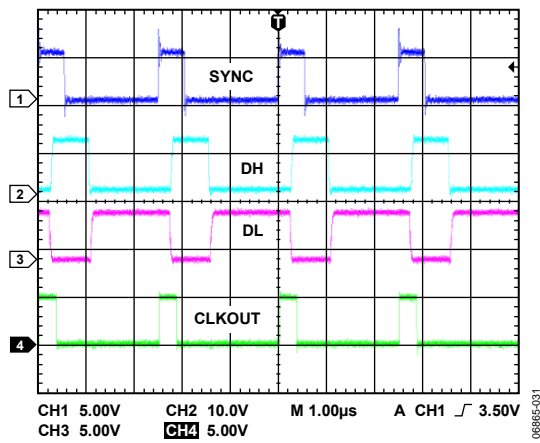 T
SYNC
1
DH
2
DL
3
CLKOUT
4
CH1 5.00V CH2 10.0V M 1.00µs A CH1 3.50V
CH3 5.00V CH4 5.00V
06865-031